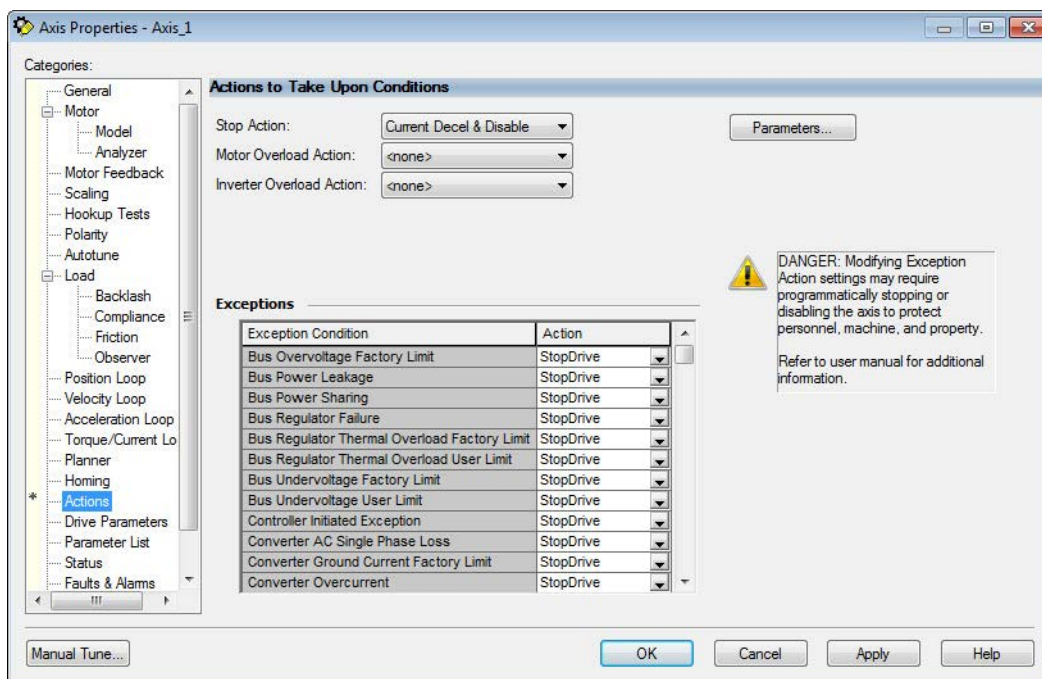 Axis Properties - Axis_1
Categories:
General
Motor
Model
Analyzer
Motor Feedback
Scaling
Hookup Tests
Polarity
Autotune
Load
Backlash
Compliance
Friction
Observer
Position Loop
Velocity Loop
Acceleration Loop
Torque/Current Lo
Planner
Homing
* Actions
Drive Parameters
Parameter List
Status
Faults & Alarms
Actions to Take Upon Conditions
Stop Action: Current Decel & Disable
Parameters...
Motor Overload Action: <none>
Inverter Overload Action: <none>
DANGER: Modifying Exception
Action settings may require
programmatically stopping or
disabling the axis to protect
personnel, machine, and property.
Refer to user manual for additional
information.
Exceptions
Exception Condition Action
Bus Overvoltage Factory Limit StopDrive
Bus Power Leakage StopDrive
Bus Power Sharing StopDrive
Bus Regulator Failure StopDrive
Bus Regulator Thermal Overload Factory Limit StopDrive
Bus Regulator Thermal Overload User Limit StopDrive
Bus Undervoltage Factory Limit StopDrive
Bus Undervoltage User Limit StopDrive
Controller Initiated Exception StopDrive
Converter AC Single Phase Loss StopDrive
Converter Ground Current Factory Limit StopDrive
Converter Overcurrent StopDrive
Manual Tune...
OK
Cancel
Apply
Help